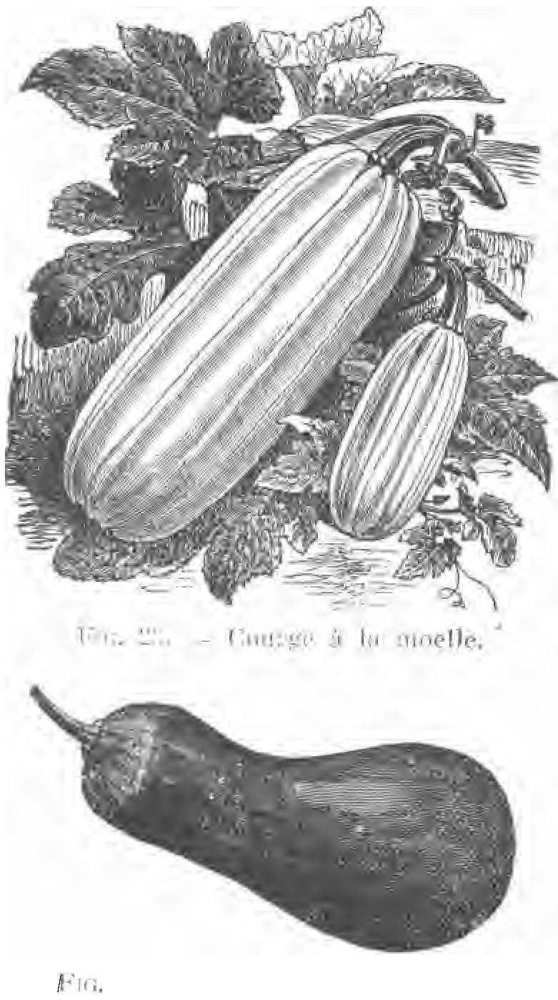 FIG. — Courge à la moelle.
FIG.